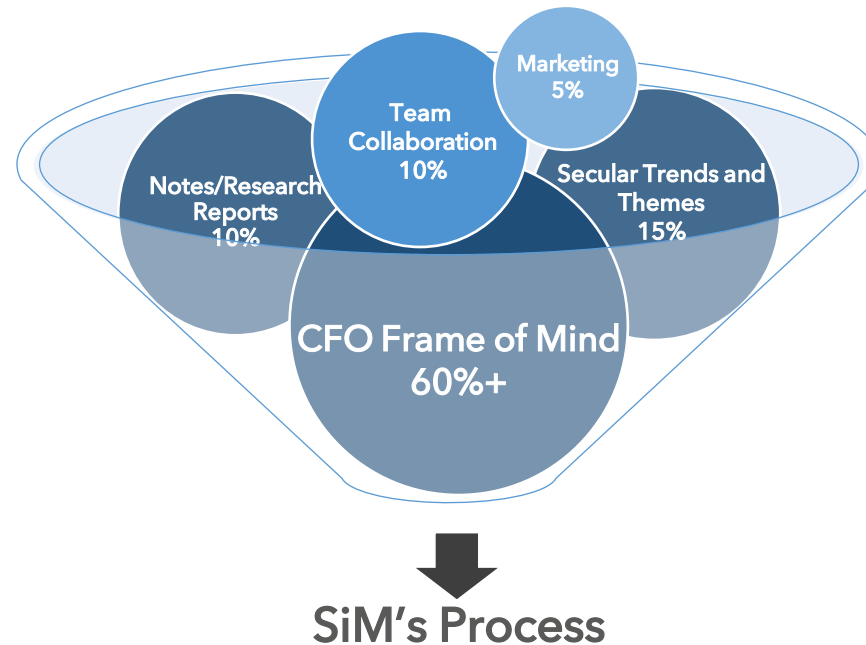 Marketing
5%
Team
Collaboration
10%
Notes/Research
Reports
10%
Secular Trends and
Themes
15%
CFO Frame of Mind
60%+
SiM’s Process